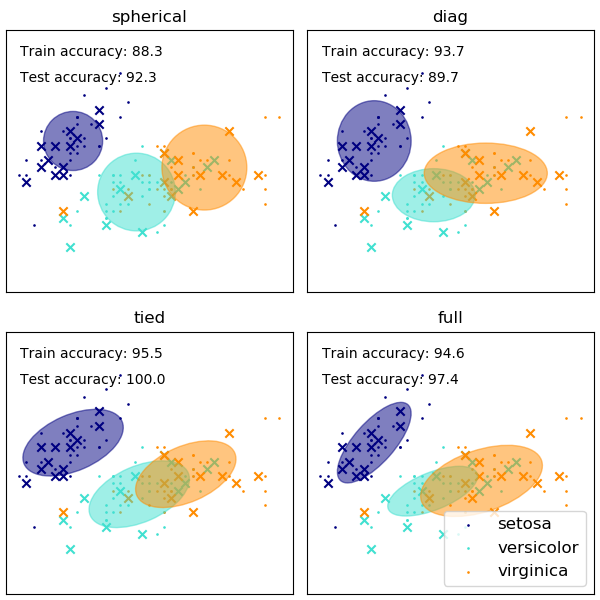 spherical
Train accuracy: 88.3
Test accuracy: 92.3
diag
Train accuracy: 93.7
Test accuracy: 89.7
tied
Train accuracy: 95.5
Test accuracy: 100.0
full
Train accuracy: 94.6
Test accuracy: 97.4
setosa
versicolor
virginica